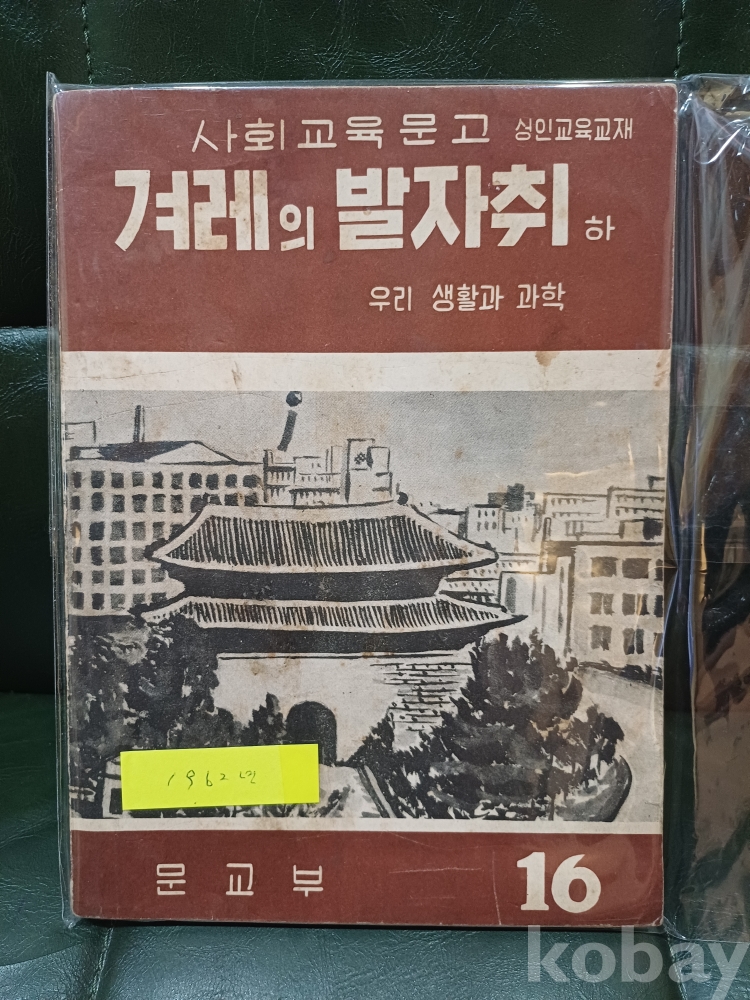 사회교육문고 성인교육교재
겨레의 발자취 하
우리 생활과 과학
1962년
문교부 16
kobay